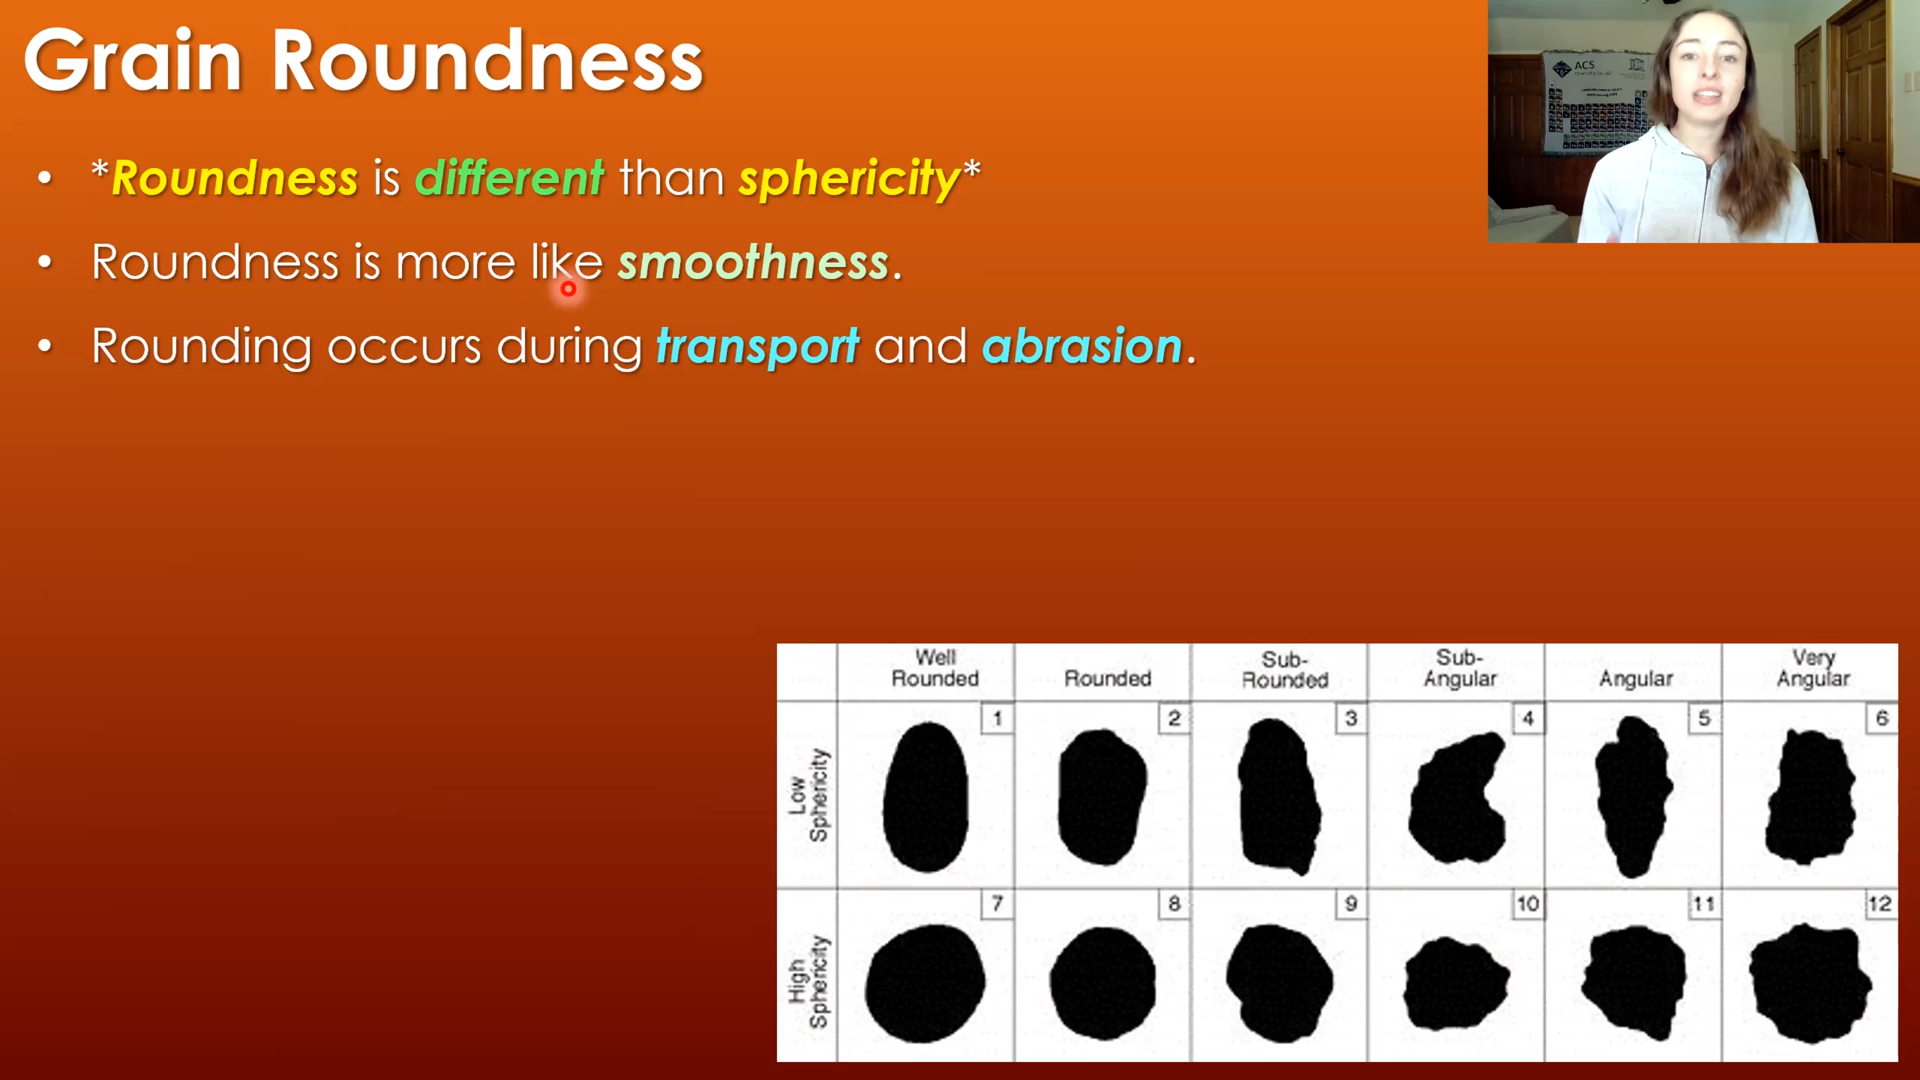 Grain Roundness
ACS
• *Roundness is different than sphericity*
• Roundness is more like smoothness.
• Rounding occurs during transport and abrasion.
Well Rounded
Rounded
Sub-Rounded
Sub-Angular
Angular
Very Angular
Low Sphericity
1
2
3
4
5
6
High Sphericity
7
8
9
10
11
12